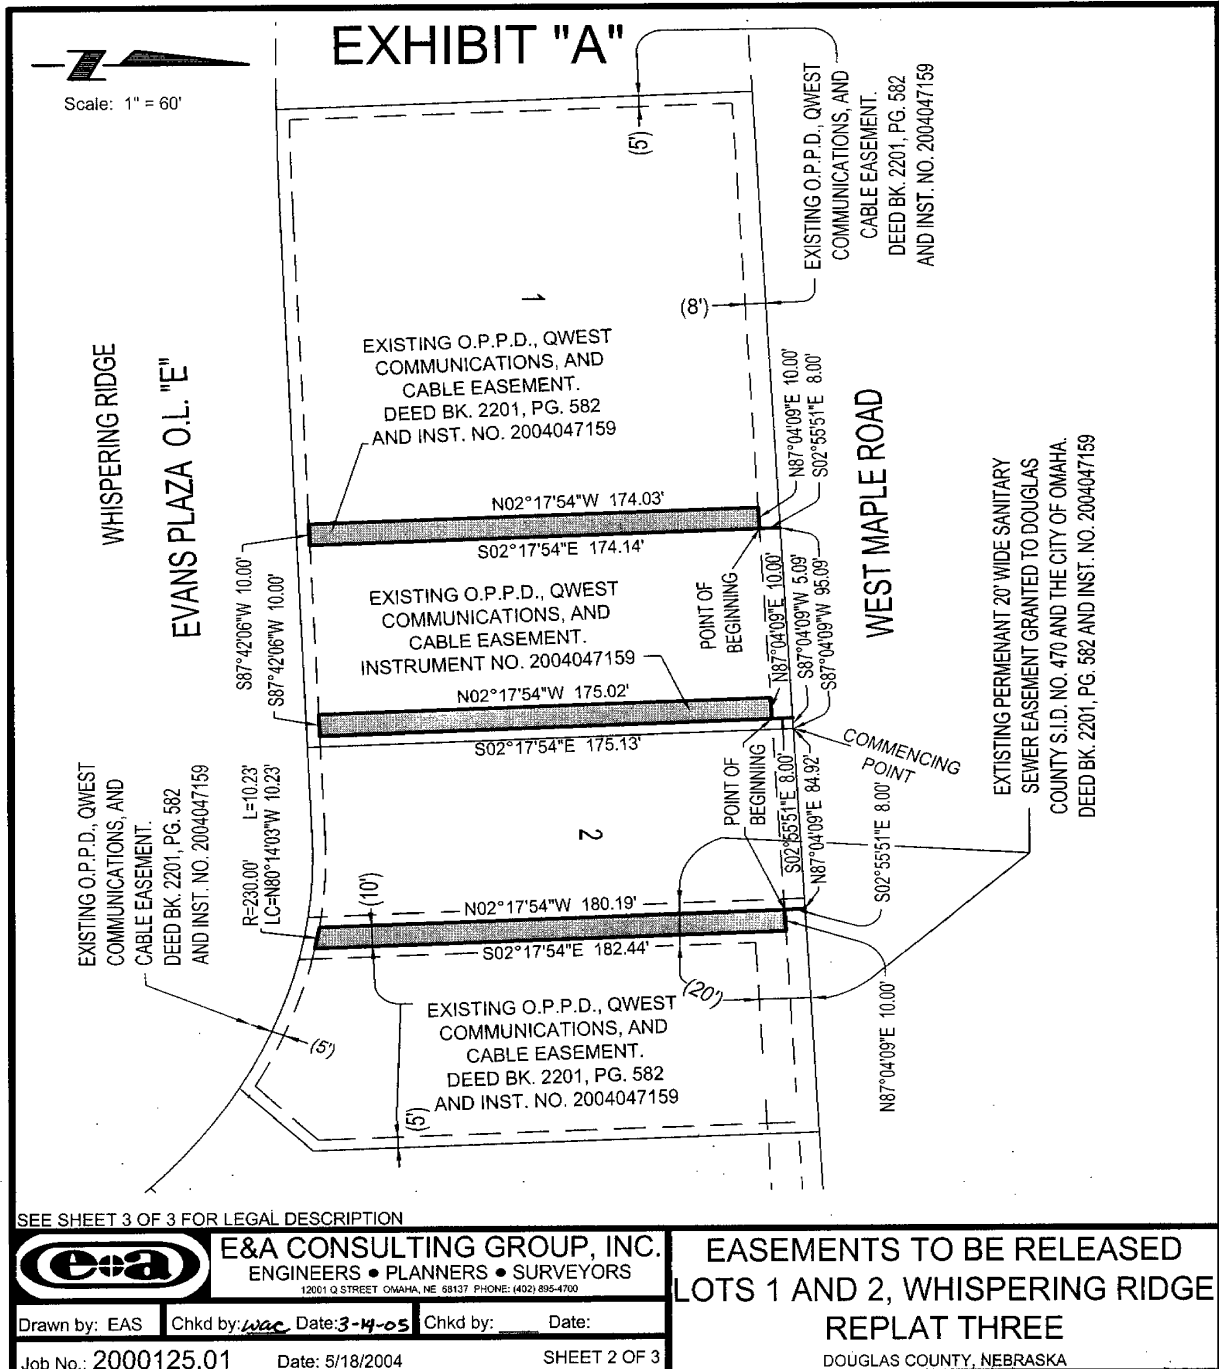 EXHIBIT "A"
Z
Scale: 1" = 60'
(5')
EXISTING O.P.P.D., QWEST
COMMUNICATIONS, AND
CABLE EASEMENT.
DEED BK. 2201, PG. 582
AND INST. NO. 2004047159
(8')
1
EXISTING O.P.P.D., QWEST
COMMUNICATIONS, AND
CABLE EASEMENT.
DEED BK. 2201, PG. 582
AND INST. NO. 2004047159
WHISPERING RIDGE
EVANS PLAZA O.L. "E"
WEST MAPLE ROAD
N87°04'09"E 10.00'
S02°55'51"E 8.00'
N02°17'54"W 174.03'
S02°17'54"E 174.14'
S87°42'06"W 10.00'
S87°42'06"W 10.00'
EXISTING O.P.P.D., QWEST
COMMUNICATIONS, AND
CABLE EASEMENT.
INSTRUMENT NO. 2004047159
POINT OF
BEGINNING
N87°04'09"E 10.00'
S87°04'09"W 5.09'
S87°04'09"W 95.09'
N02°17'54"W 175.02'
S02°17'54"E 175.13'
EXTISTING PERMENANT 20' WIDE SANITARY
SEWER EASEMENT GRANTED TO DOUGLAS
COUNTY S.I.D. NO. 470 AND THE CITY OF OMAHA.
DEED BK. 2201, PG. 582 AND INST. NO. 2004047159
COMMENCING
POINT
POINT OF
BEGINNING
S02°55'51"E 8.00'
N87°04'09"E 84.92'
S02°55'51"E 8.00'
EXISTING O.P.P.D., QWEST
COMMUNICATIONS, AND
CABLE EASEMENT.
DEED BK. 2201, PG. 582
AND INST. NO. 2004047159
R=230.00' L=10.23'
LC=N80°14'03"W 10.23'
2
(10')
N02°17'54"W 180.19'
S02°17'54"E 182.44'
(20')
N87°04'09"E 10.00'
(5')
EXISTING O.P.P.D., QWEST
COMMUNICATIONS, AND
CABLE EASEMENT.
DEED BK. 2201, PG. 582
AND INST. NO. 2004047159
(5')
SEE SHEET 3 OF 3 FOR LEGAL DESCRIPTION
e+a
E&A CONSULTING GROUP, INC.
ENGINEERS • PLANNERS • SURVEYORS
12001 Q STREET OMAHA, NE 68137 PHONE: (402) 895-4700
Drawn by: EAS Chkd by: wac Date: 3-14-05 Chkd by: ____ Date:
Job No.: 2000125.01 Date: 5/18/2004 SHEET 2 OF 3
EASEMENTS TO BE RELEASED
LOTS 1 AND 2, WHISPERING RIDGE
REPLAT THREE
DOUGLAS COUNTY, NEBRASKA